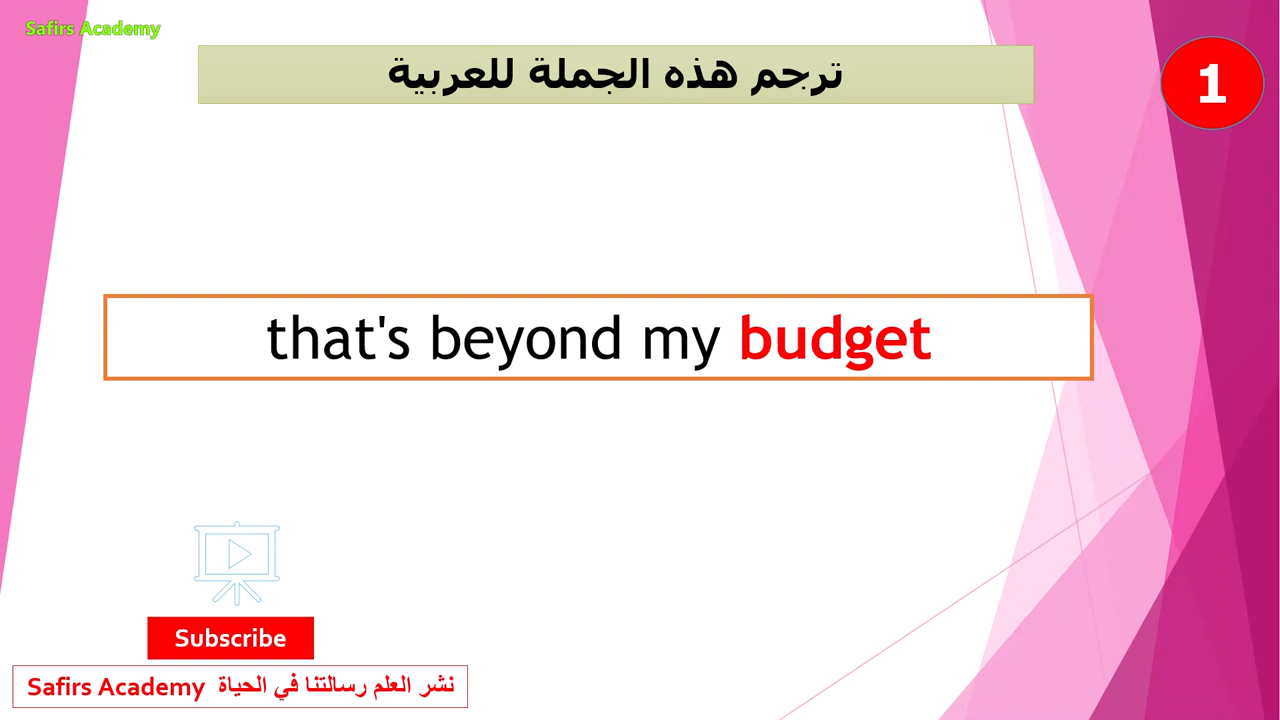 Safirs Academy
ترجم هذه الجملة للعربية
1
that's beyond my budget
Subscribe
Safirs Academy نشر العلم رسالتنا في الحياة